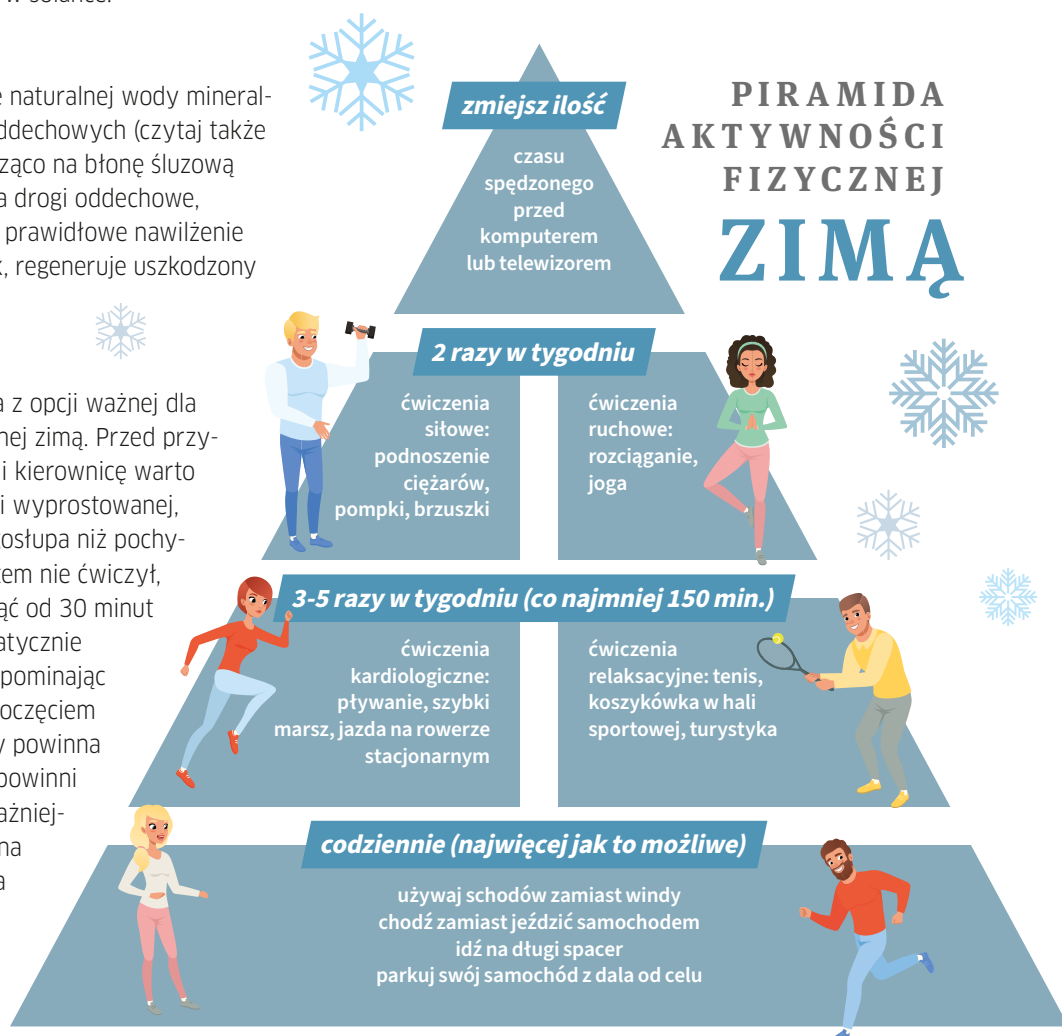 w solance.
e naturalnej wody mineral-
ddechowych (czytaj także
ząco na błonę śluzową
a drogi oddechowe,
prawidłowe nawilżenie
, regeneruje uszkodzony
a z opcji ważnej dla
nej zimą. Przed przy-
i kierownicę warto
i wyprostowanej,
gosłupa niż pochy-
tem nie ćwiczył,
ąć od 30 minut
natycznie
pominając
oczęciem
y powinna
powinni
ażniej-
na
a
PIRAMIDA
AKTYWNOŚCI
FIZYCZNEJ
ZIMĄ
zmiejsz ilość
czasu
spędzonego
przed
komputerem
lub telewizorem
2 razy w tygodniu
ćwiczenia
siłowe:
podnoszenie
ciężarów,
pompki, brzuszki
ćwiczenia
ruchowe:
rozciąganie,
joga
3-5 razy w tygodniu (co najmniej 150 min.)
ćwiczenia
kardiologiczne:
pływanie, szybki
marsz, jazda na rowerze
stacjonarnym
ćwiczenia
relaksacyjne: tenis,
koszykówka w hali
sportowej, turystyka
codziennie (najwięcej jak to możliwe)
używaj schodów zamiast windy
chodź zamiast jeździć samochodem
idź na długi spacer
parkuj swój samochód z dala od celu